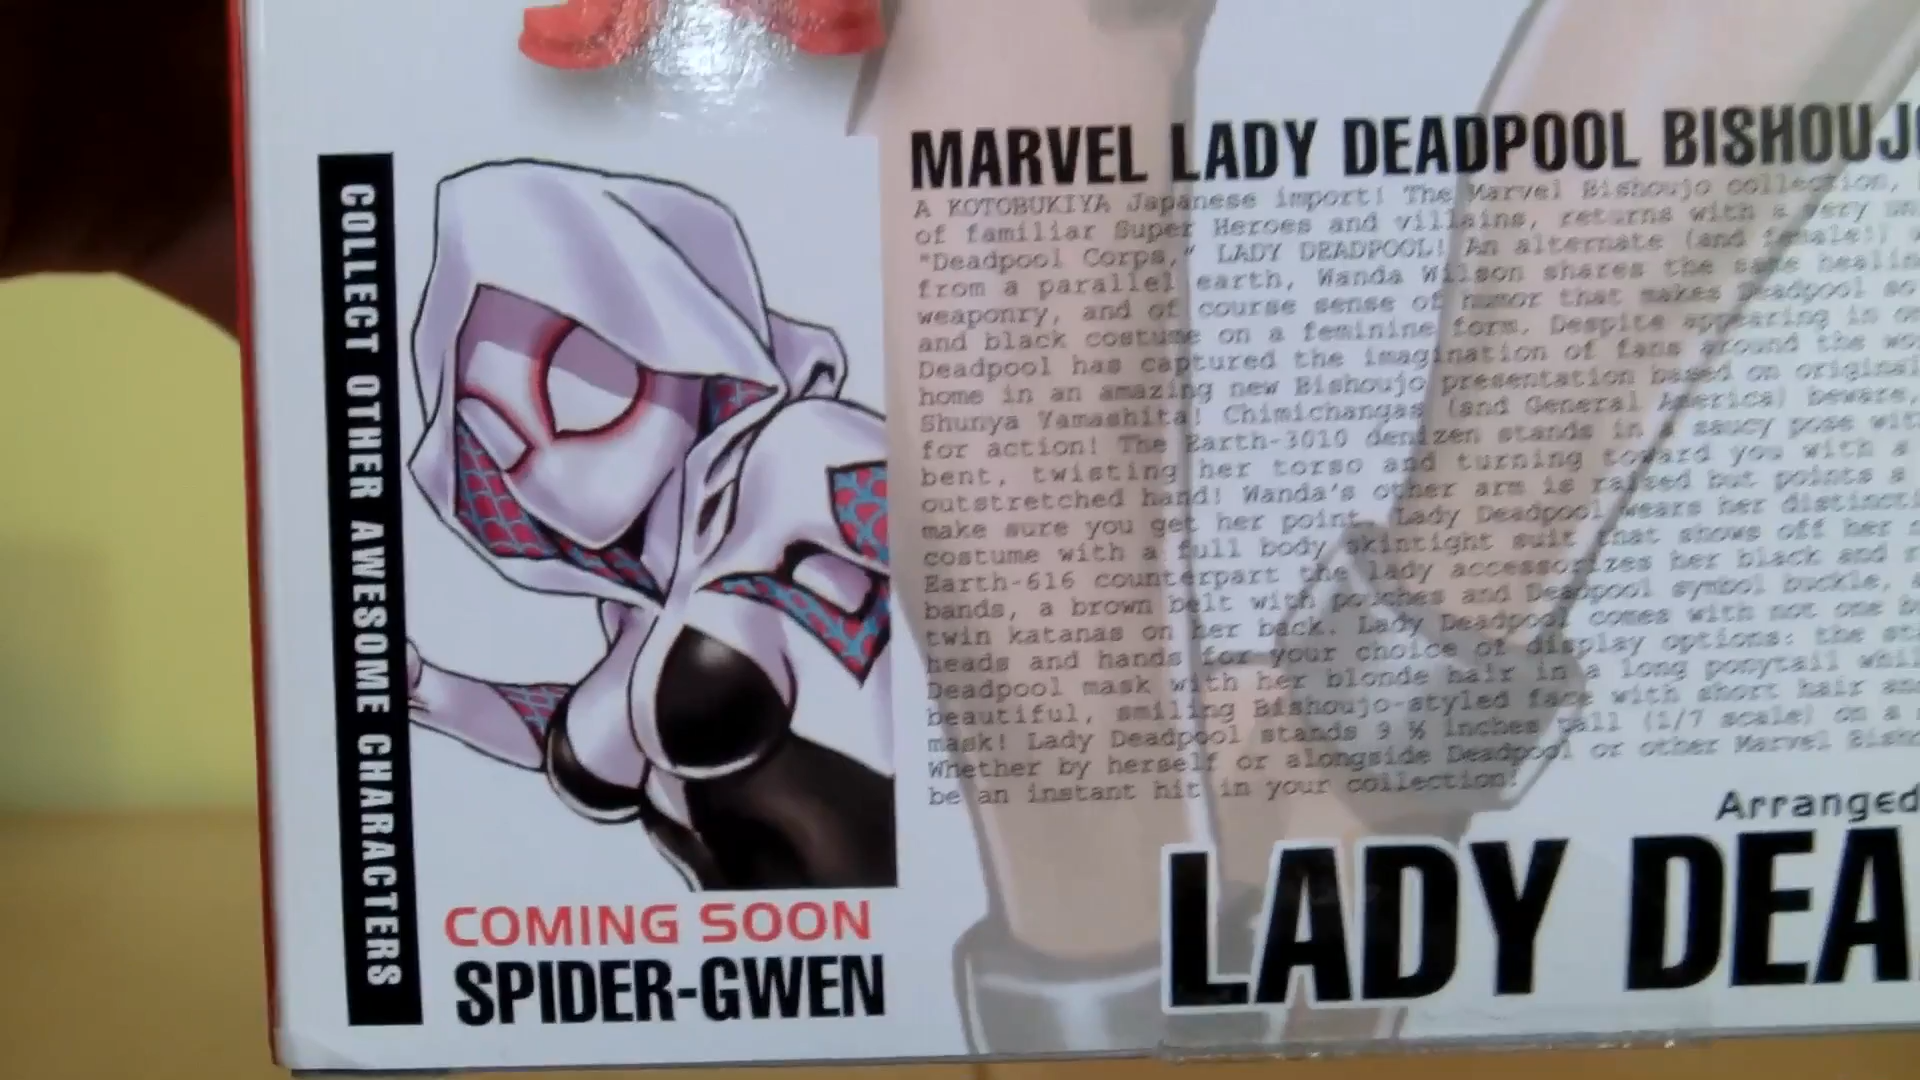 COLLECT OTHER AWESOME CHARACTERS
COMING SOON
SPIDER-GWEN
MARVEL LADY DEADPOOL BISHOUJO
A KOTOBUKIYA Japanese import! The Marvel Bishoujo collection,
of familiar Super Heroes and villains, returns with a very
"Deadpool Corps," LADY DEADPOOL! An alternate (and female!)
from a parallel earth, Wanda Wilson shares the same
weaponry, and of course sense of humor that makes Deadpool so
and black costume on a feminine form. Despite appearing in
Deadpool has captured the imagination of fans around the
home in an amazing new Bishoujo presentation based on original
Shunya Yamashita! Chimichangas (and General America) beware,
for action! The Earth-3010 denizen stands in a saucy pose
bent, twisting her torso and turning toward you with a
outstretched hand! Wanda's other arm is raised but points a
make sure you get her point. Lady Deadpool wears her
costume with a full body skintight suit that shows off her
Earth-616 counterpart the lady accessorizes her black and
bands, a brown belt with pouches and Deadpool symbol buckle,
twin katanas on her back. Lady Deadpool comes with not one
heads and hands for your choice of display options: the
Deadpool mask with her blonde hair in a long ponytail
beautiful, smiling Bishoujo-styled face with short hair
mask! Lady Deadpool stands 9 ½ inches tall (1/7 scale) on a
Whether by herself or alongside Deadpool or other Marvel
be an instant hit in your collection!
Arranged
LADY DEA